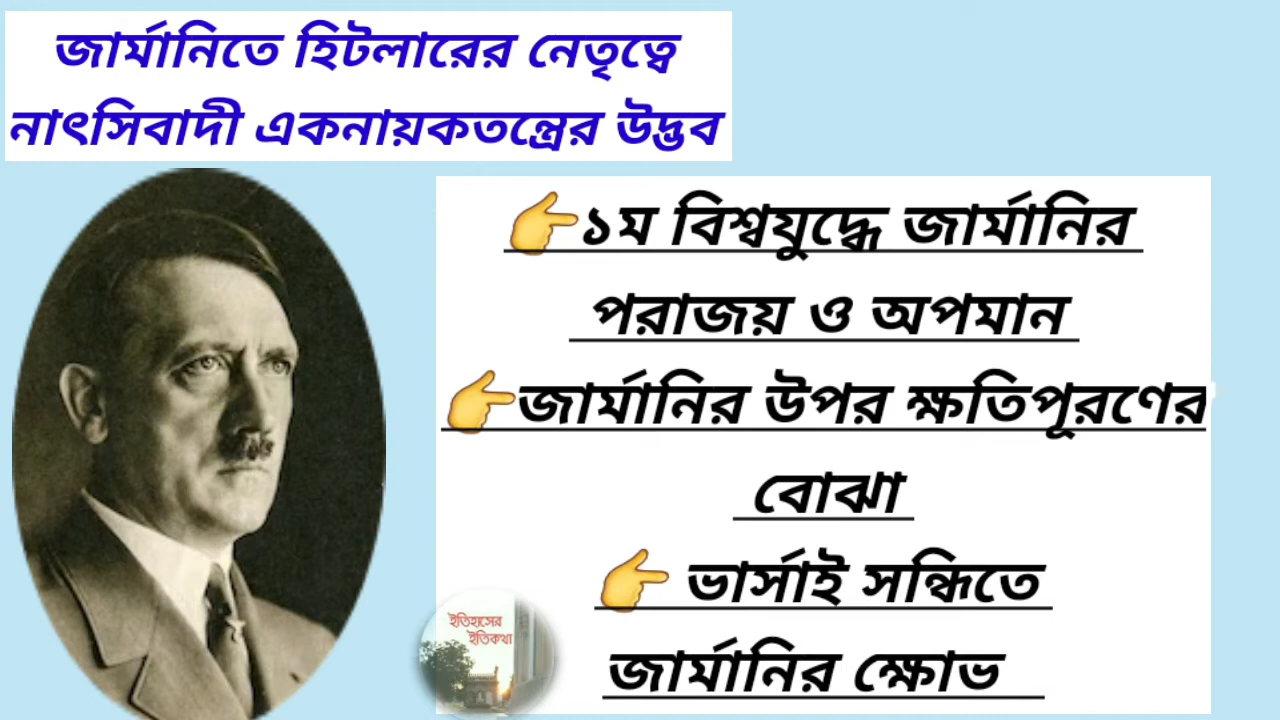 জার্মানিতে হিটলারের নেতৃত্বে
নাৎসিবাদী একনায়কতন্ত্রের উদ্ভব
👉১ম বিশ্বযুদ্ধে জার্মানির
পরাজয় ও অপমান
👉জার্মানির উপর ক্ষতিপূরণের
বোঝা
👉 ভার্সাই সন্ধিতে
জার্মানির ক্ষোভ
ইতিহাসের
ইতিকথা